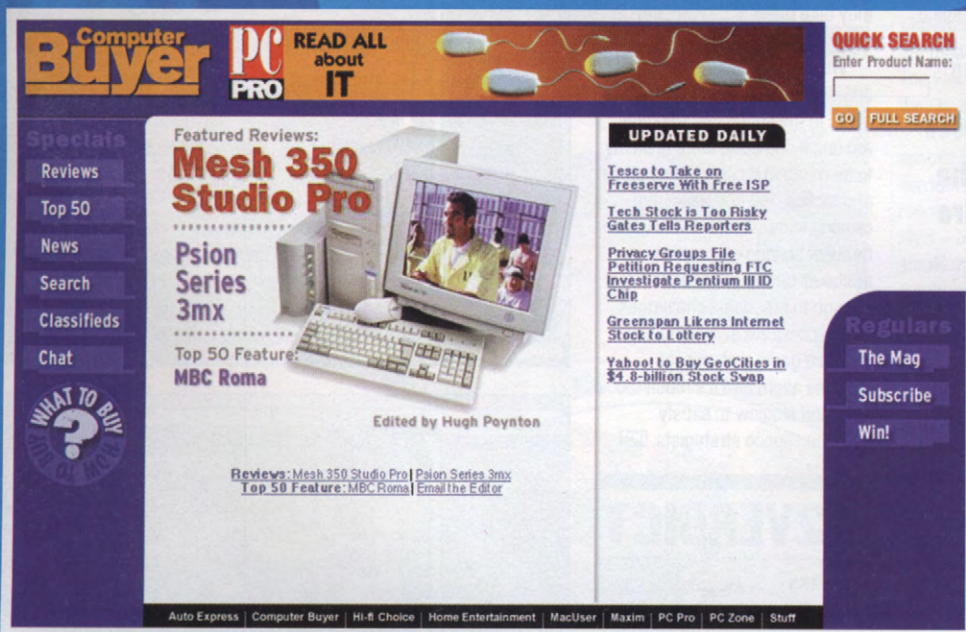 Computer
Buyer
PC
PRO
READ ALL
about
IT
QUICK SEARCH
Enter Product Name:
GO
FULL SEARCH
Specials
Reviews
Top 50
News
Search
Classifieds
Chat
WHAT TO BUY
HOW TO BUY
?
Featured Reviews:
Mesh 350
Studio Pro
Psion
Series
3mx
Top 50 Feature:
MBC Roma
Edited by Hugh Poynton
Reviews: Mesh 350 Studio Pro | Psion Series 3mx
Top 50 Feature: MBC Roma | Email the Editor
UPDATED DAILY
Tesco to Take on
Freeserve With Free ISP
Tech Stock is Too Risky
Gates Tells Reporters
Privacy Groups File
Petition Requesting FTC
Investigate Pentium III ID
Chip
Greenspan Likens Internet
Stock to Lottery
Yahoo! to Buy GeoCities in
$4.8-billion Stock Swap
Regulars
The Mag
Subscribe
Win!
Auto Express | Computer Buyer | Hi-fi Choice | Home Entertainment | MacUser | Maxim | PC Pro | PC Zone | Stuff